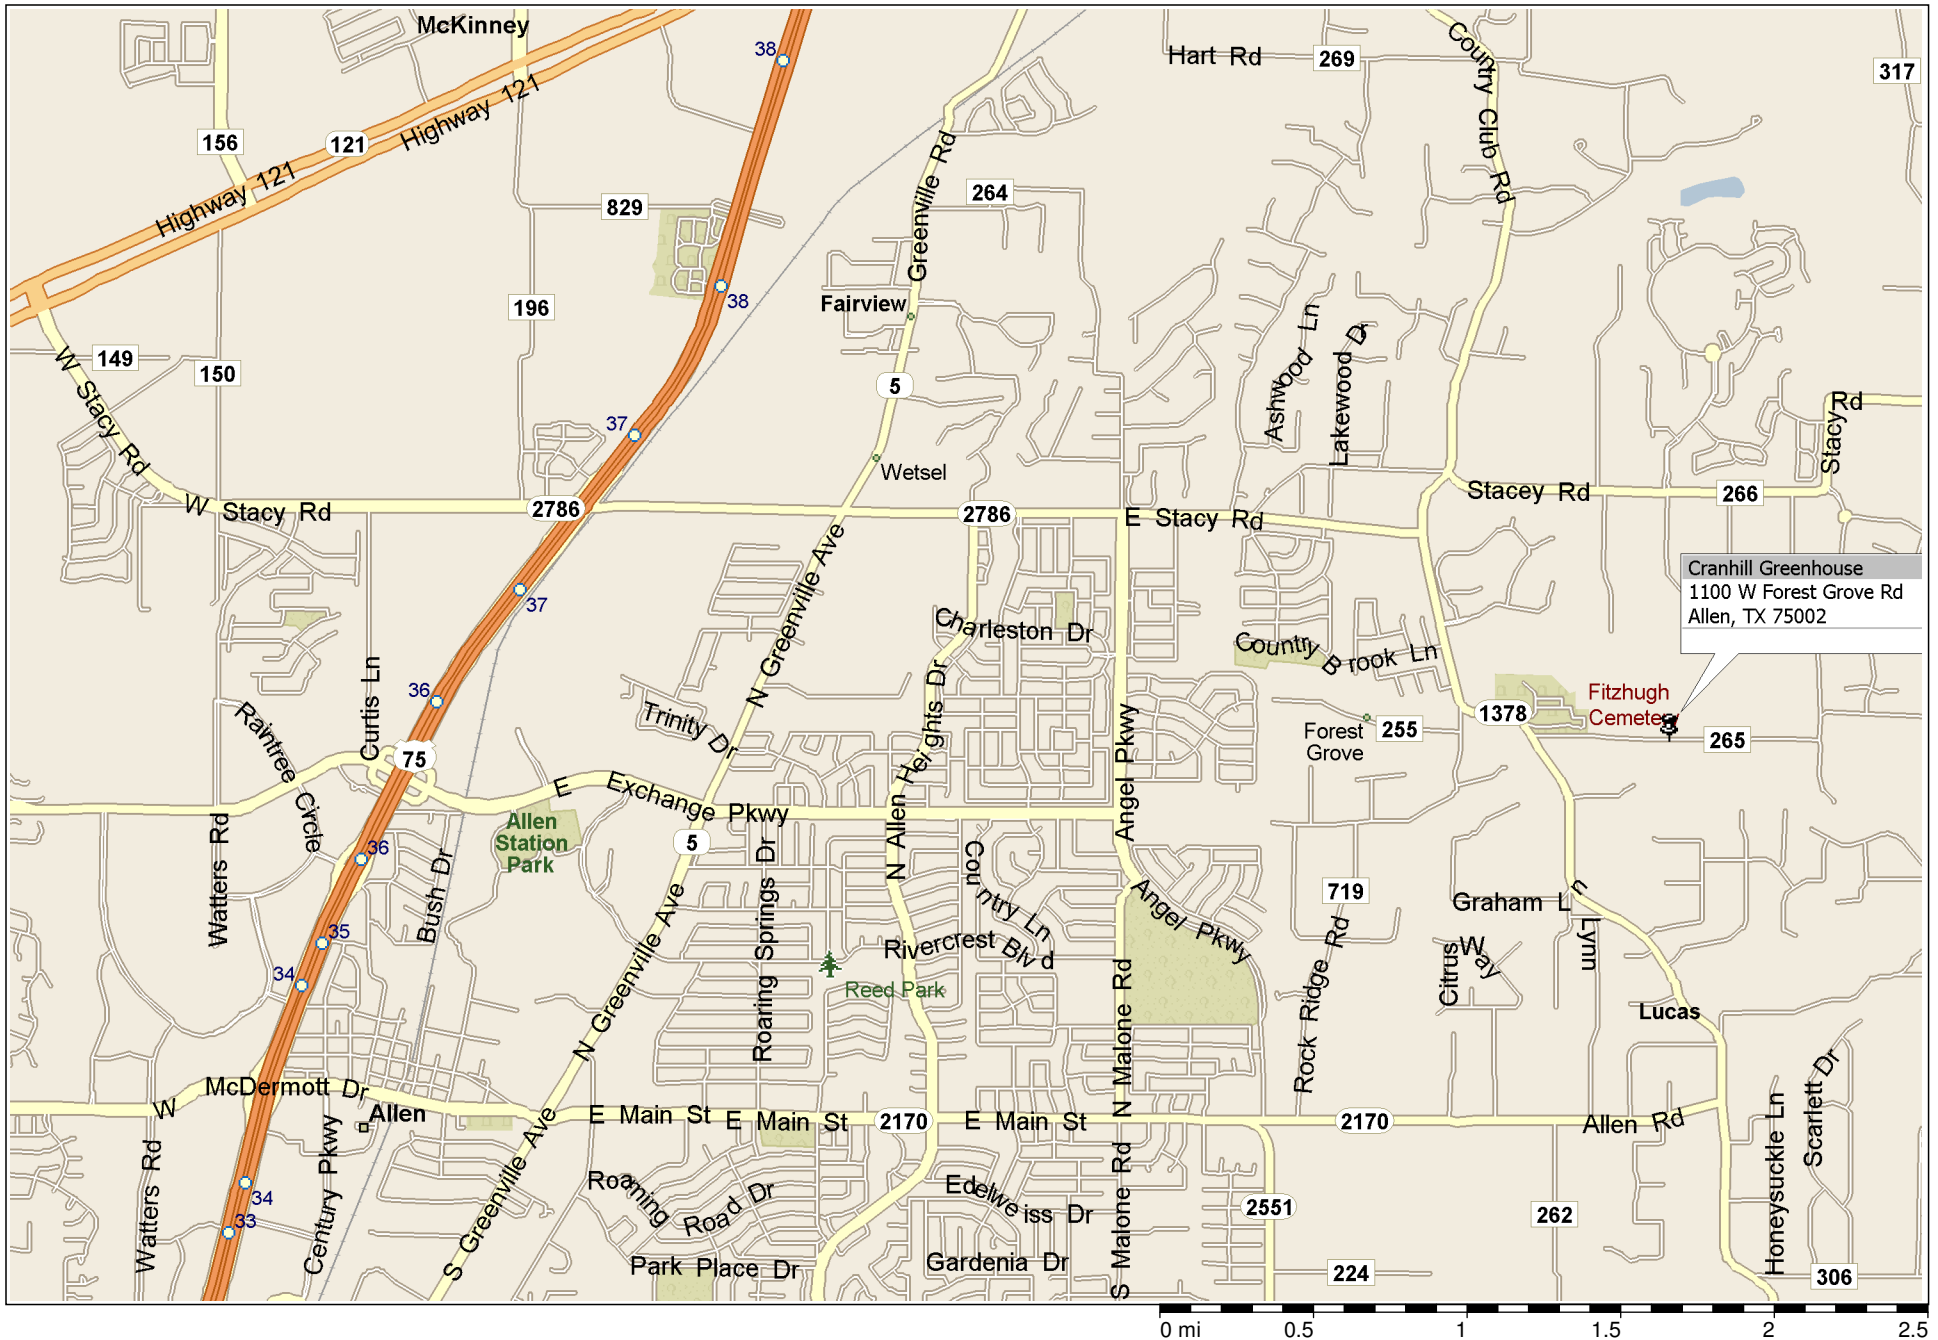 McKinney
38
Hart Rd
269
Country Club Rd
317
156
121
Highway 121
Highway 121
829
264
Greenville Rd
38
Fairview
196
Ashwood Ln
Lakewood Dr
149
150
W Stacy Rd
5
37
Wetsel
Stacy Rd
W Stacy Rd
2786
2786
E Stacy Rd
Stacey Rd
266
37
N Greenville Ave
Cranhill Greenhouse
1100 W Forest Grove Rd
Allen, TX 75002
Charleston Dr
Country Brook Ln
Curtis Ln
36
Raintree Circle
Trinity Dr
N Allen Heights Dr
Angel Pkwy
Forest
Grove
255
1378
Fitzhugh
Cemetery
265
75
E Exchange Pkwy
Allen
Station
Park
5
36
Watters Rd
Bush Dr
Roaring Springs Dr
Country Ln
Angel Pkwy
719
Graham Ln
Lynn
35
34
N Greenville Ave
Rivercrest Blvd
Reed Park
N Malone Rd
Rock Ridge Rd
Citrus Way
Lucas
W McDermott Dr
Allen
E Main St
E Main St
2170
E Main St
2170
Allen Rd
Scarlett Dr
Honeysuckle Ln
Watters Rd
34
33
Century Pkwy
S Greenville Ave
Roaming Road Dr
Park Place Dr
Edelweiss Dr
Gardenia Dr
S Malone Rd
2551
262
224
306
0 mi
0.5
1
1.5
2
2.5